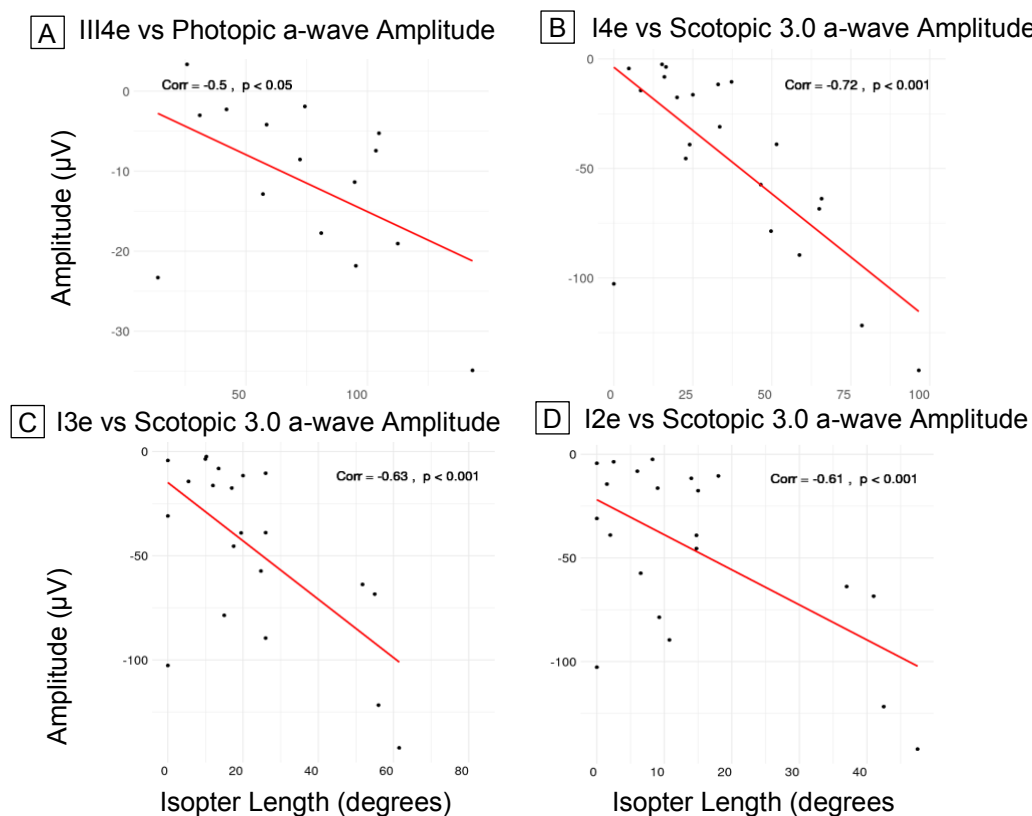 A III4e vs Photopic a-wave Amplitude
Corr = -0.5 , p < 0.05
0
-10
-20
-30
50
100
Amplitude (µV)
B I4e vs Scotopic 3.0 a-wave Amplitude
Corr = -0.72 , p < 0.001
0
-50
-100
0
25
50
75
100
C I3e vs Scotopic 3.0 a-wave Amplitude
Corr = -0.63 , p < 0.001
0
-50
-100
0
20
40
60
80
Amplitude (µV)
Isopter Length (degrees)
D I2e vs Scotopic 3.0 a-wave Amplitude
Corr = -0.61 , p < 0.001
0
-50
-100
0
10
20
30
40
Isopter Length (degrees